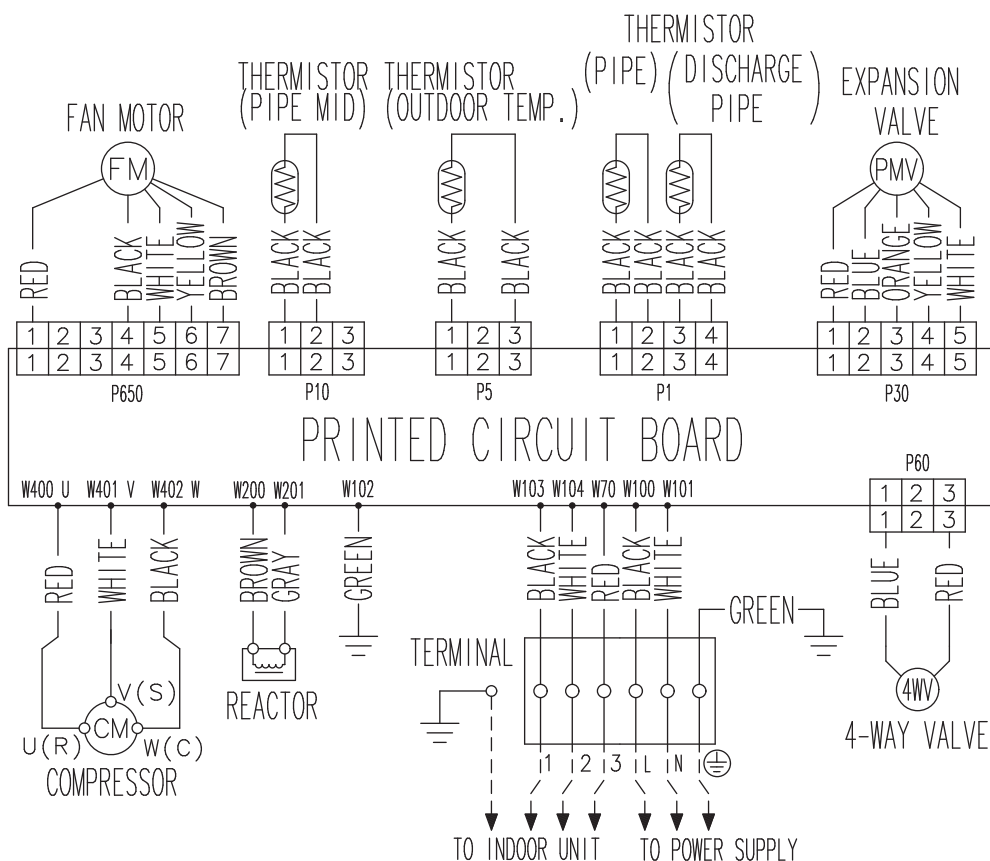 THERMISTOR
(PIPE) (DISCHARGE PIPE)
THERMISTOR (PIPE MID)
THERMISTOR (OUTDOOR TEMP.)
EXPANSION VALVE
FAN MOTOR
FM
PMV
RED BLACK WHITE YELLOW BROWN
BLACK BLACK
BLACK BLACK
BLACK BLACK BLACK BLACK
RED BLUE ORANGE YELLOW WHITE
1 2 3 4 5 6 7
1 2 3
1 2 3
1 2 3 4
1 2 3 4 5
1 2 3 4 5 6 7
1 2 3
1 2 3
1 2 3 4
1 2 3 4 5
P650
P10
P5
P1
P30
PRINTED CIRCUIT BOARD
P60
1 2 3
1 2 3
W400 U W401 V W402 W W200 W201 W102 W103 W104 W70 W100 W101
RED WHITE BLACK
BROWN GRAY
GREEN
BLACK WHITE RED BLACK WHITE
BLUE RED
GREEN
TERMINAL
REACTOR
V(S)
CM
U(R)
W(C)
COMPRESSOR
4WV
4-WAY VALVE
1 2 3 L N
TO INDOOR UNIT
TO POWER SUPPLY